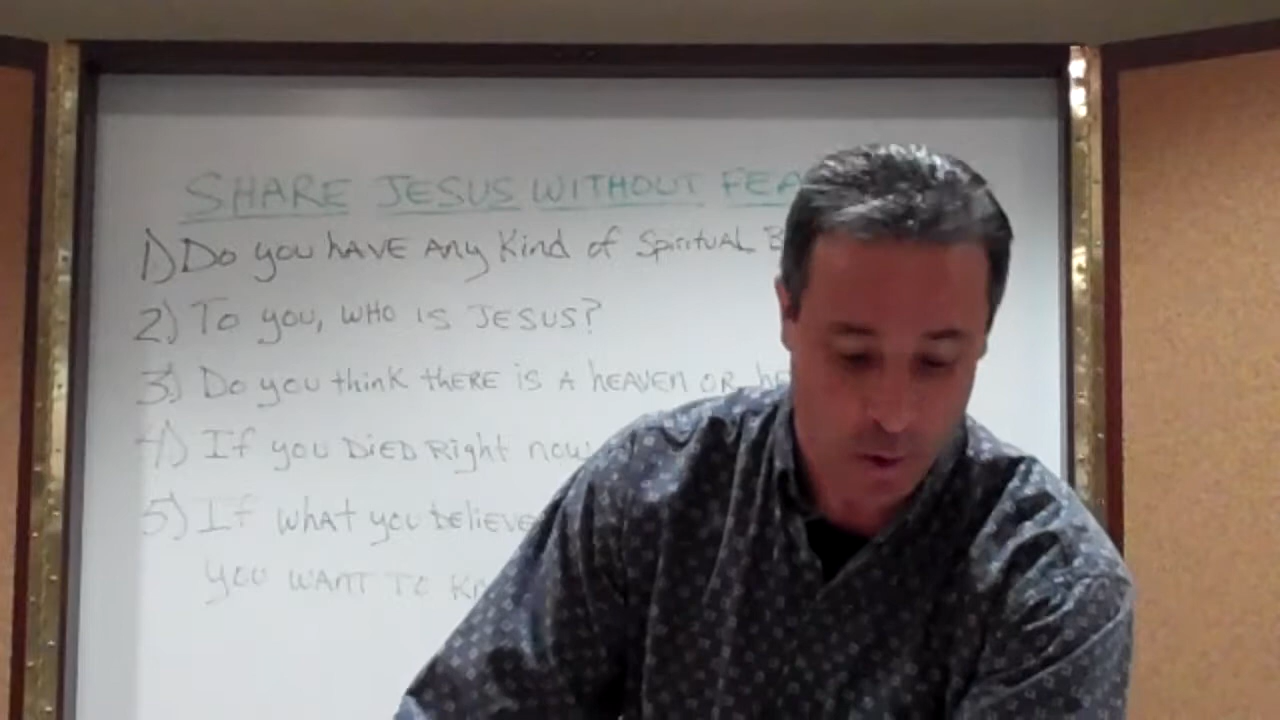 SHARE JESUS WITHOUT FEA
1) Do you HAVE Any Kind of Spiritual B
2) To you, WHO is JESUS?
3) Do you think THERE is A HEAVEN OR HE
4) If you DiED Right now
5) If what you believe
you WANT TO Kn